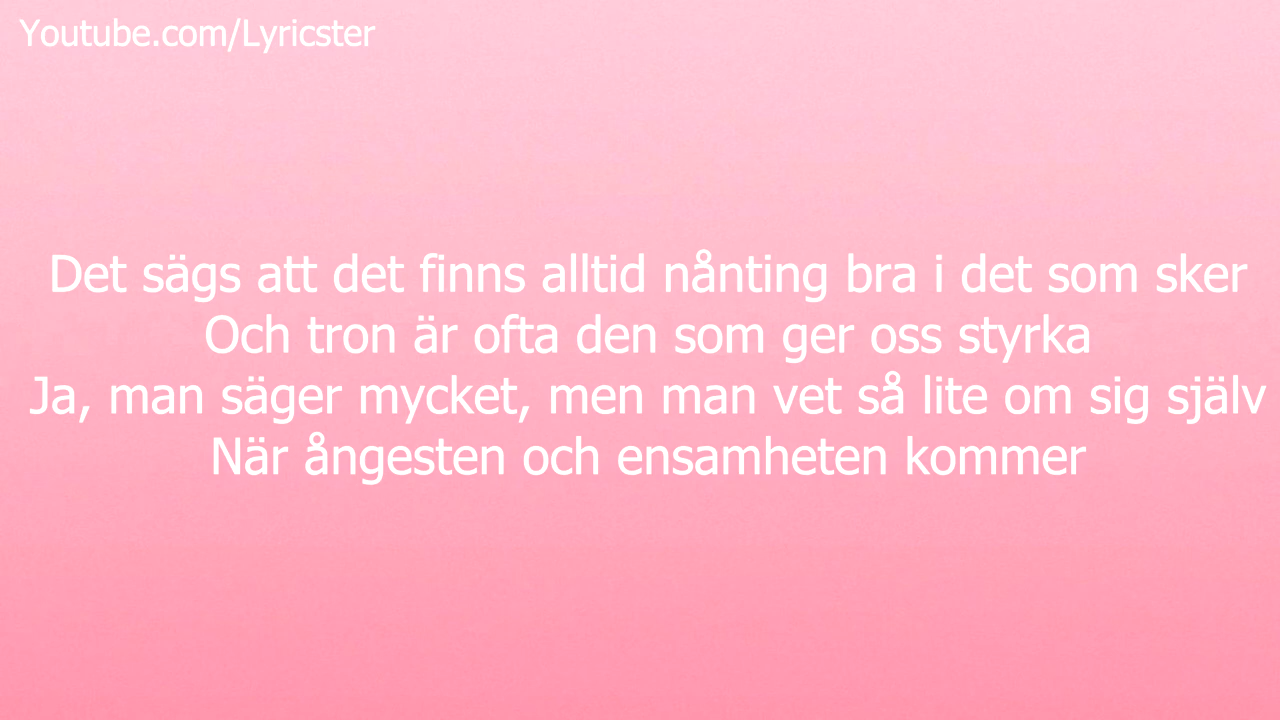 Youtube.com/Lyricster
Det sägs att det finns alltid nånting bra i det som sker
Och tron är ofta den som ger oss styrka
Ja, man säger mycket, men man vet så lite om sig själv
När ångesten och ensamheten kommer